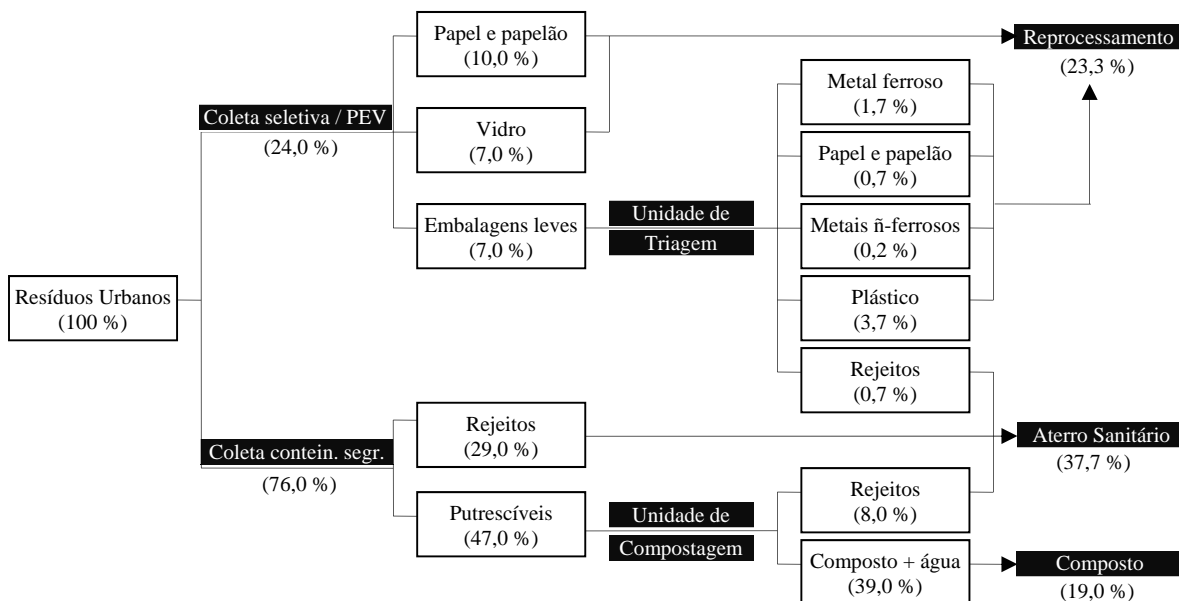 Papel e papelão
(10,0 %)
Reprocessamento
(23,3 %)
Metal ferroso
(1,7 %)
Coleta seletiva / PEV
(24,0 %)
Vidro
(7,0 %)
Papel e papelão
(0,7 %)
Embalagens leves
(7,0 %)
Unidade de
Triagem
Metais ñ-ferrosos
(0,2 %)
Resíduos Urbanos
(100 %)
Plástico
(3,7 %)
Rejeitos
(0,7 %)
Rejeitos
(29,0 %)
Aterro Sanitário
(37,7 %)
Coleta contein. segr.
(76,0 %)
Putrescíveis
(47,0 %)
Unidade de
Compostagem
Rejeitos
(8,0 %)
Composto + água
(39,0 %)
Composto
(19,0 %)